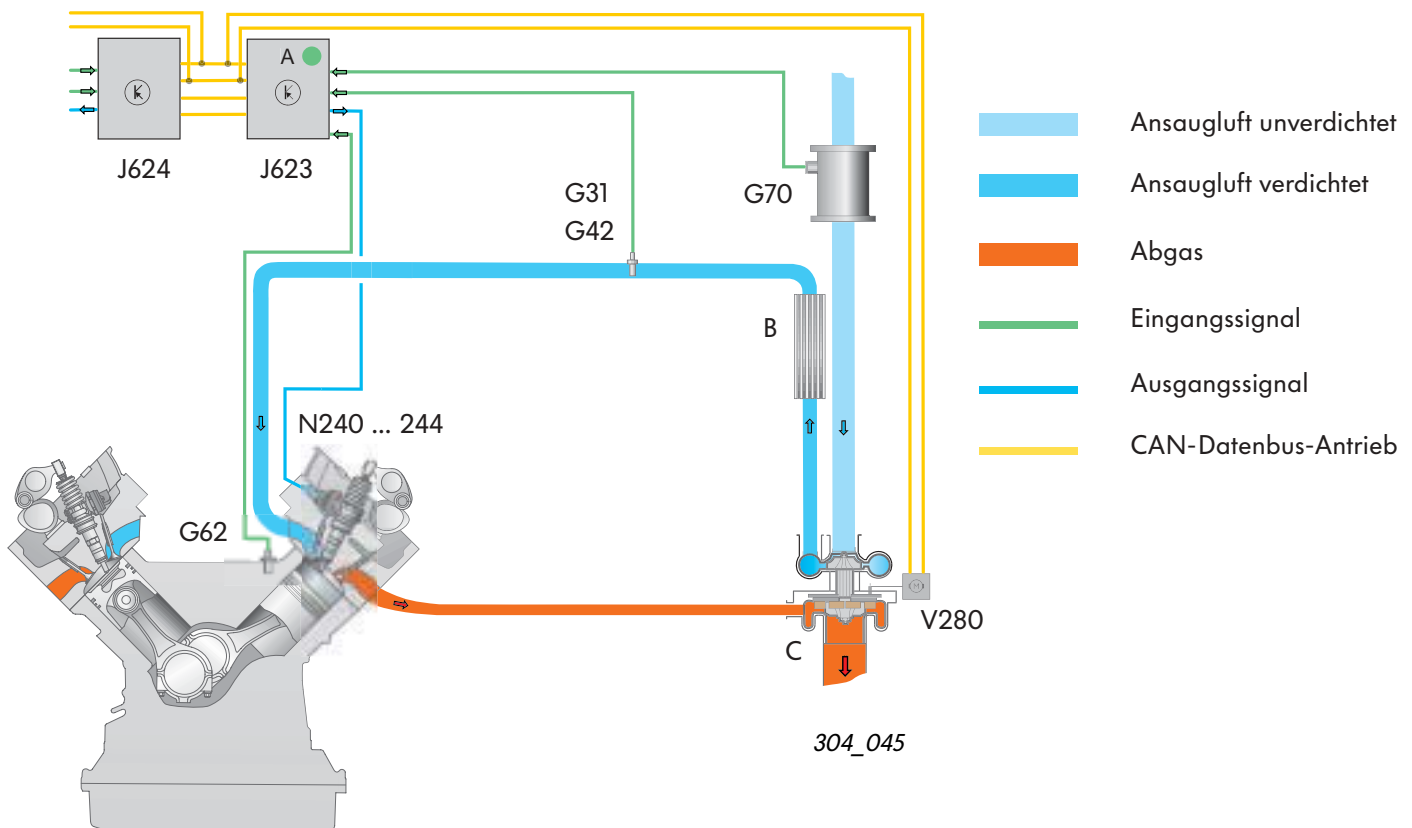 A
J624
J623
G31
G42
G70
B
N240 ... 244
G62
M
V280
C
304_045
Ansaugluft unverdichtet
Ansaugluft verdichtet
Abgas
Eingangssignal
Ausgangssignal
CAN-Datenbus-Antrieb